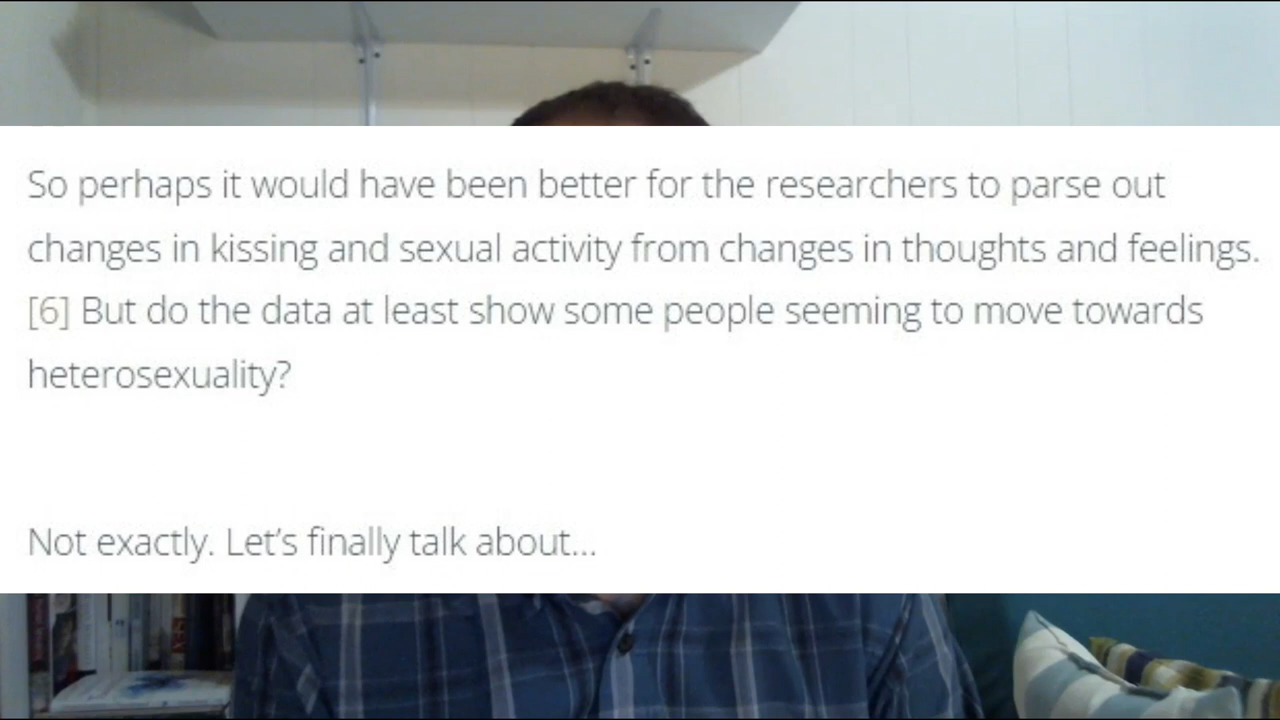 So perhaps it would have been better for the researchers to parse out
changes in kissing and sexual activity from changes in thoughts and feelings.
[6] But do the data at least show some people seeming to move towards
heterosexuality?
Not exactly. Let’s finally talk about...